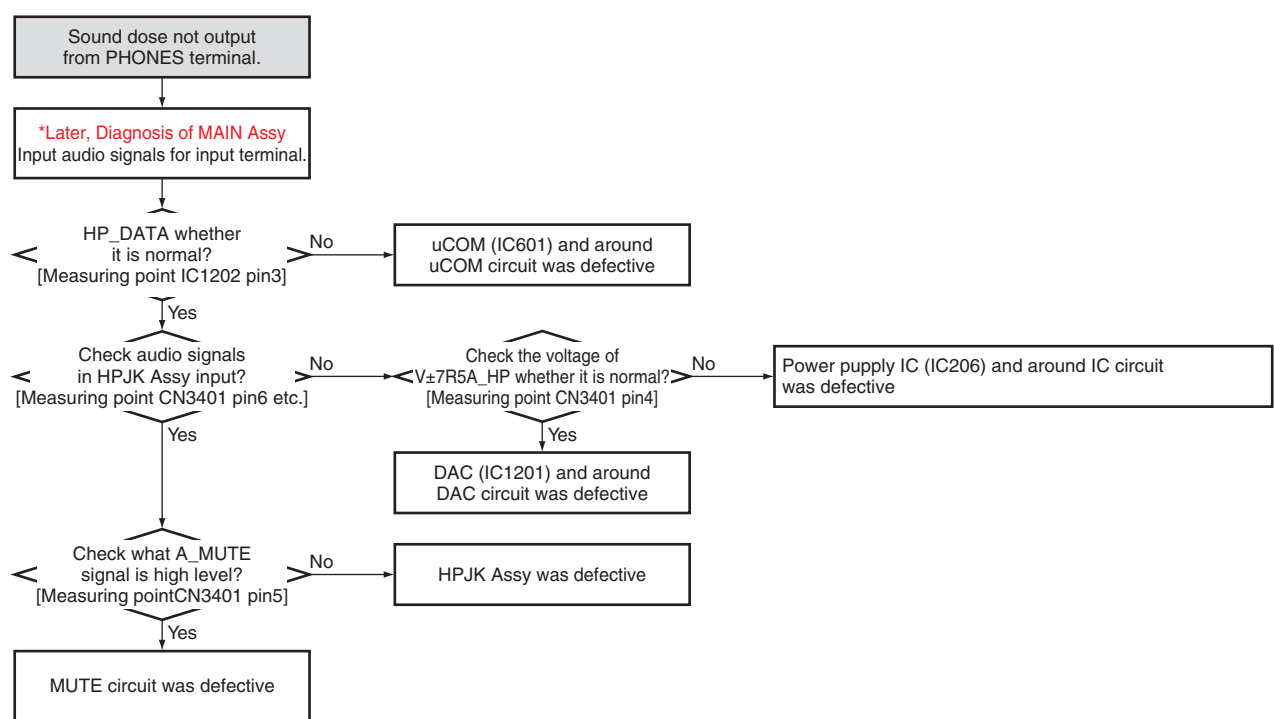 Sound dose not output
from PHONES terminal.
*Later, Diagnosis of MAIN Assy
Input audio signals for input terminal.
HP_DATA whether
it is normal?
[Measuring point IC1202 pin3]
No
uCOM (IC601) and around
uCOM circuit was defective
Yes
Check audio signals
in HPJK Assy input?
[Measuring point CN3401 pin6 etc.]
No
Check the voltage of
V±7R5A_HP whether it is normal?
[Measuring point CN3401 pin4]
No
Power pupply IC (IC206) and around IC circuit
was defective
Yes
Yes
DAC (IC1201) and around
DAC circuit was defective
Check what A_MUTE
signal is high level?
[Measuring pointCN3401 pin5]
No
HPJK Assy was defective
Yes
MUTE circuit was defective